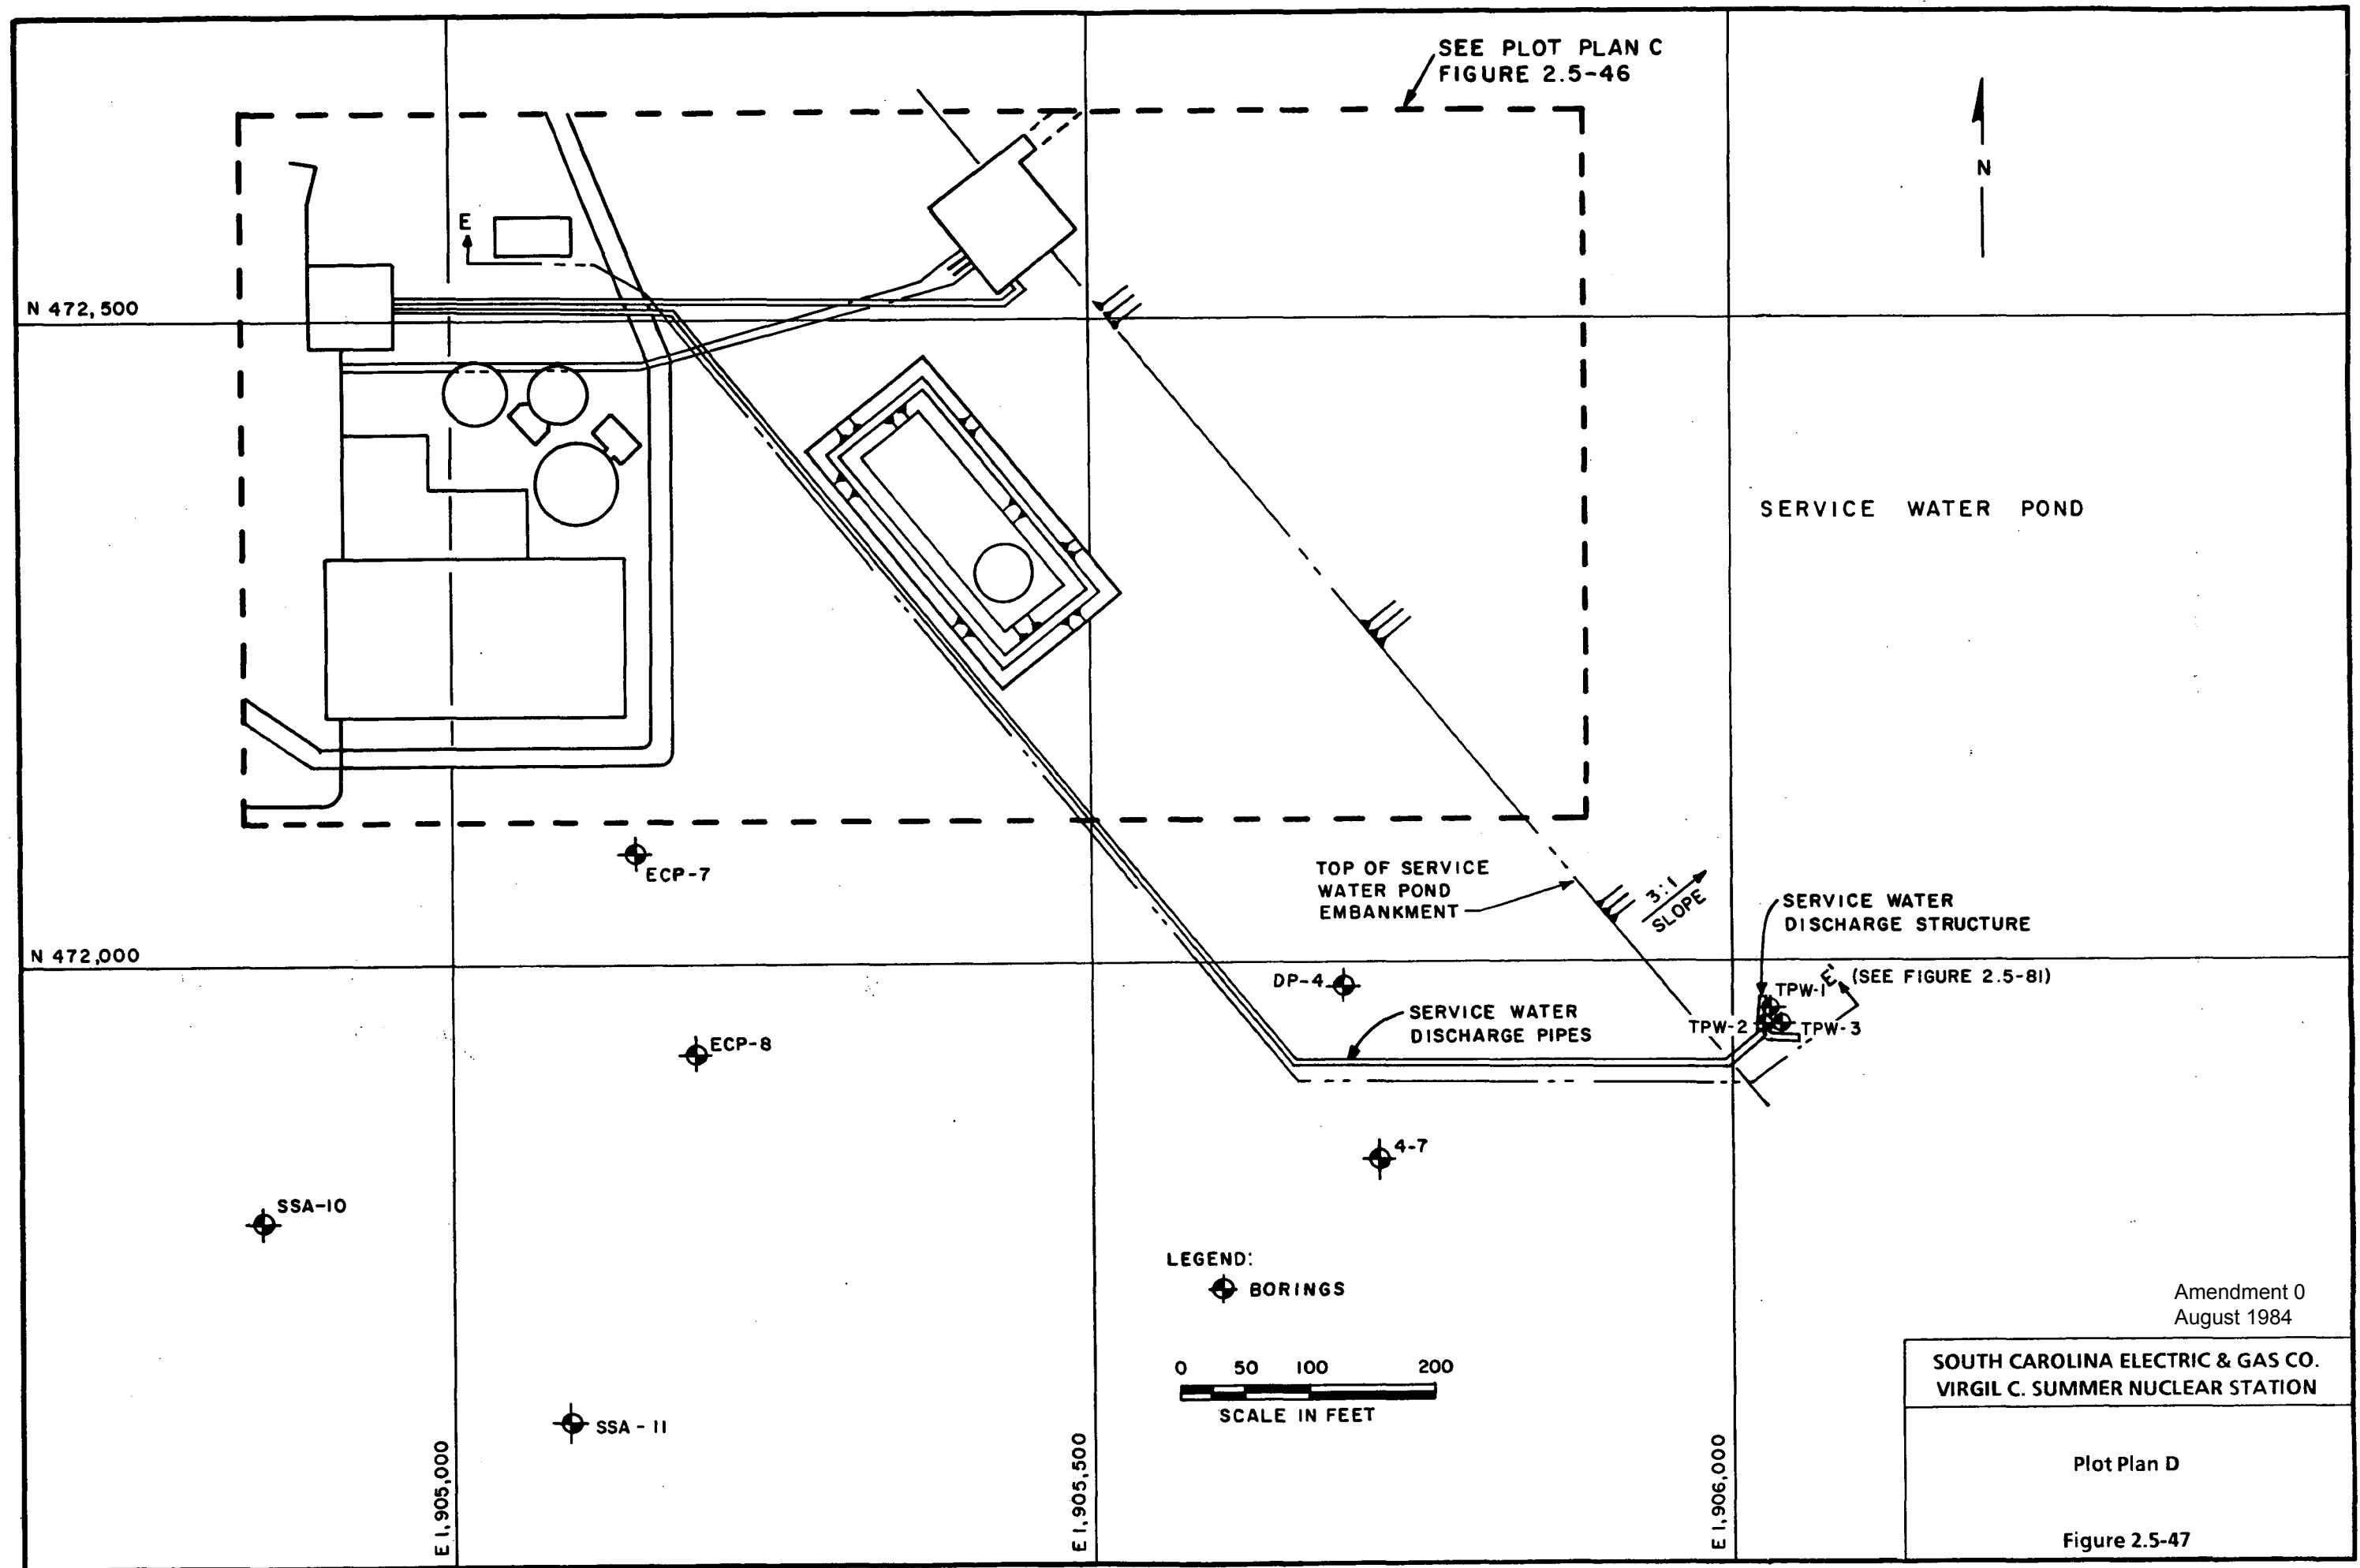 SEE PLOT PLAN C
FIGURE 2.5-46
N
E
N 472,500
SERVICE WATER POND
ECP-7
TOP OF SERVICE
WATER POND
EMBANKMENT
3:1
SLOPE
SERVICE WATER
DISCHARGE STRUCTURE
N 472,000
E'
(SEE FIGURE 2.5-81)
DP-4
TPW-1
TPW-2
TPW-3
SERVICE WATER
DISCHARGE PIPES
ECP-8
4-7
SSA-10
LEGEND:
BORINGS
0 50 100 200
SCALE IN FEET
SSA-11
E 1,905,000
E 1,905,500
E 1,906,000
Amendment 0
August 1984
SOUTH CAROLINA ELECTRIC & GAS CO.
VIRGIL C. SUMMER NUCLEAR STATION
Plot Plan D
Figure 2.5-47